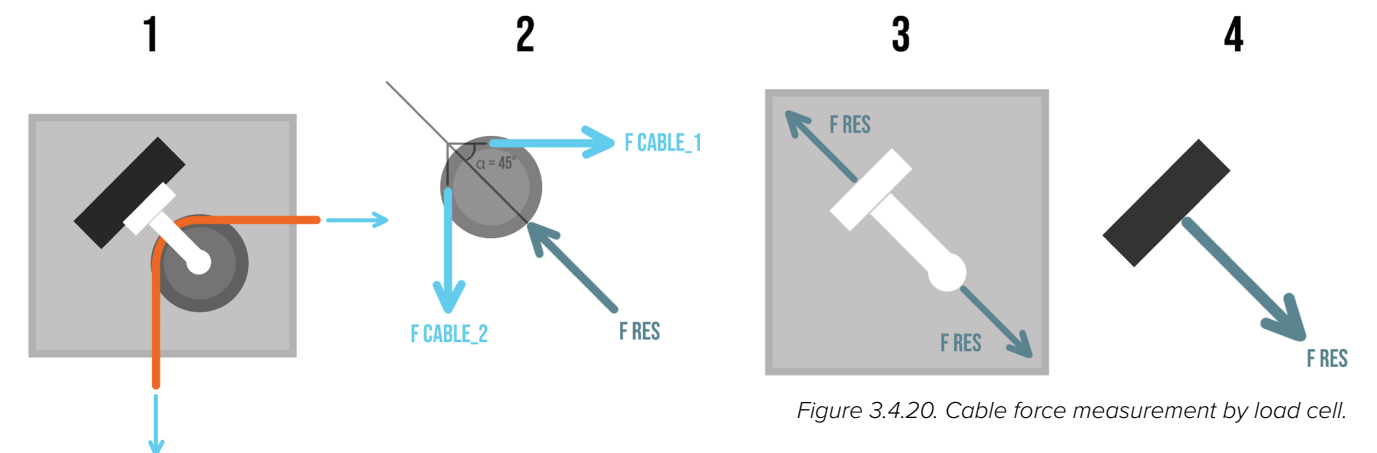 1
2
3
4
F CABLE_1
α = 45°
F CABLE_2
F RES
F RES
F RES
F RES
Figure 3.4.20. Cable force measurement by load cell.